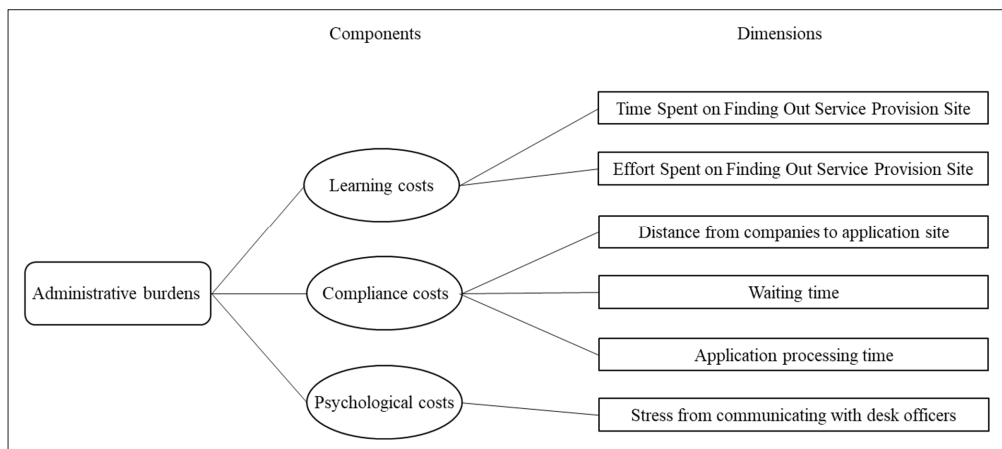 Components
Dimensions
Time Spent on Finding Out Service Provision Site
Effort Spent on Finding Out Service Provision Site
Learning costs
Distance from companies to application site
Administrative burdens
Compliance costs
Waiting time
Application processing time
Psychological costs
Stress from communicating with desk officers